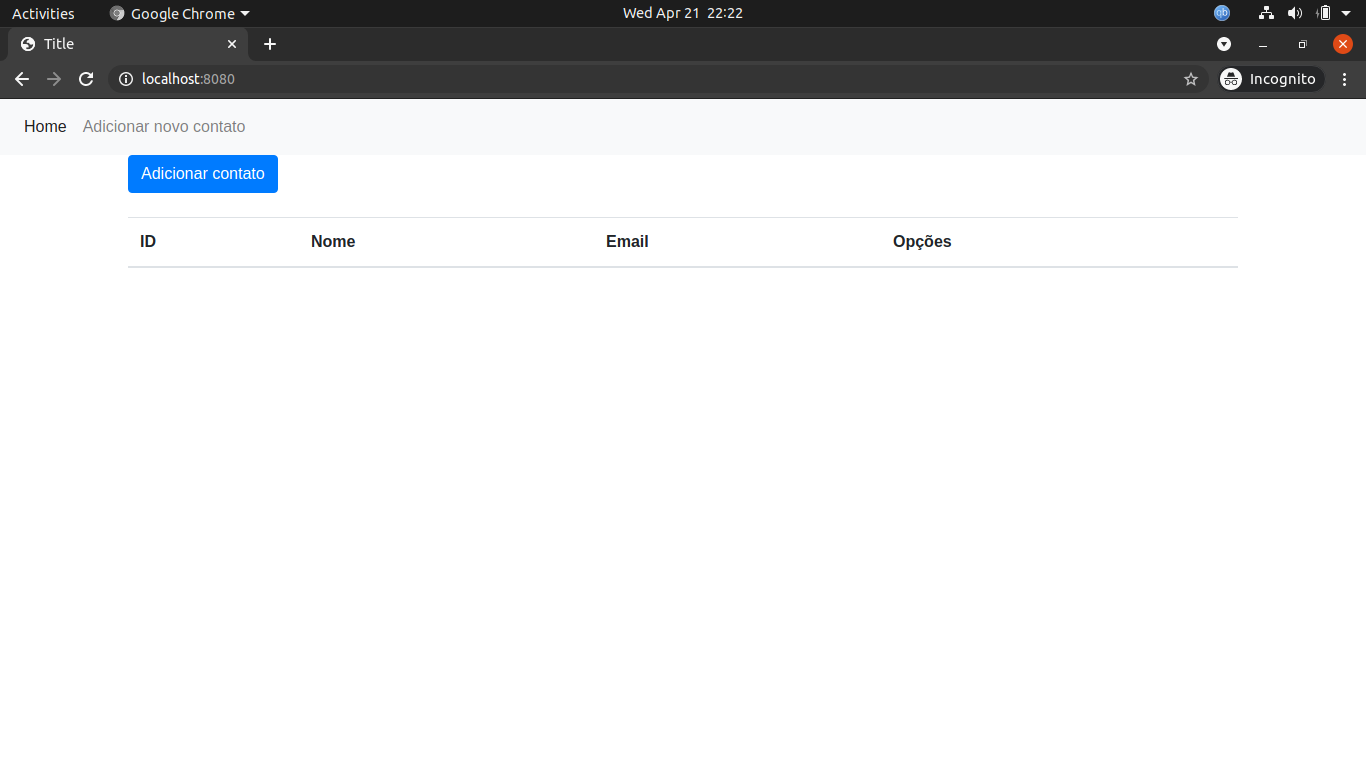 Activities Google Chrome Wed Apr 21 22:22 qb
Title
localhost:8080 Incognito
Home Adicionar novo contato
Adicionar contato
ID Nome Email Opções